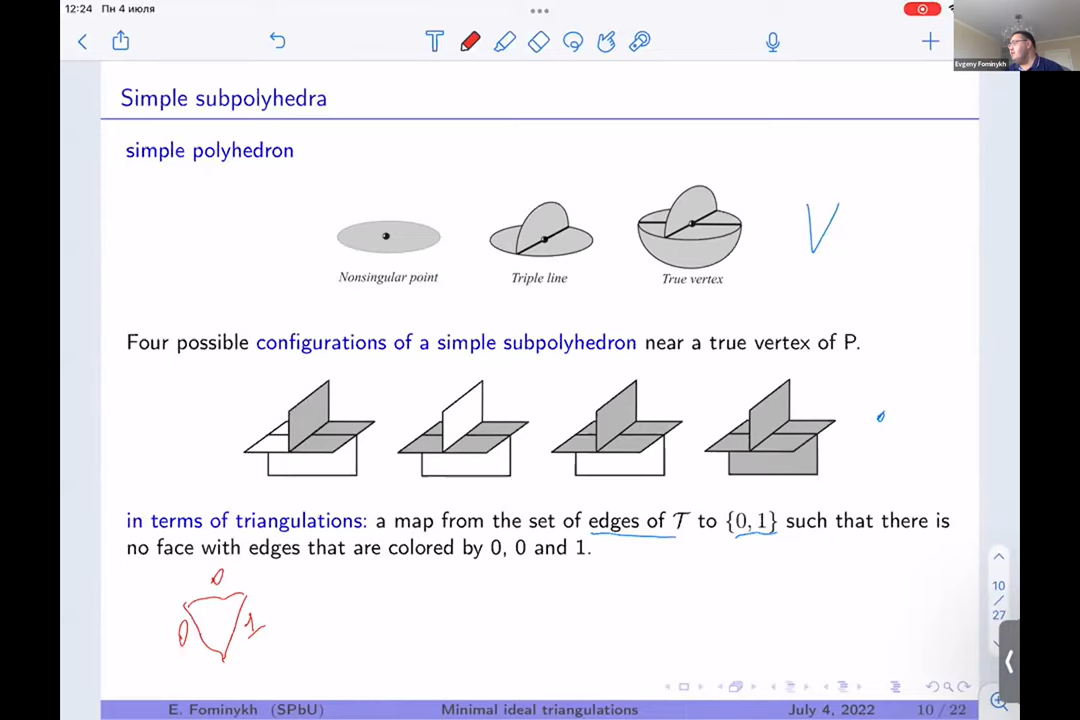 12:24 Пн 4 июля
Evgeny Fominykh
Simple subpolyhedra
simple polyhedron
V
Nonsingular point
Triple line
True vertex
Four possible configurations of a simple subpolyhedron near a true vertex of P.
in terms of triangulations: a map from the set of edges of 𝒯 to {0, 1} such that there is
no face with edges that are colored by 0, 0 and 1.
0
0 1
10
/
27
E. Fominykh (SPbU) Minimal ideal triangulations July 4, 2022 10 / 22